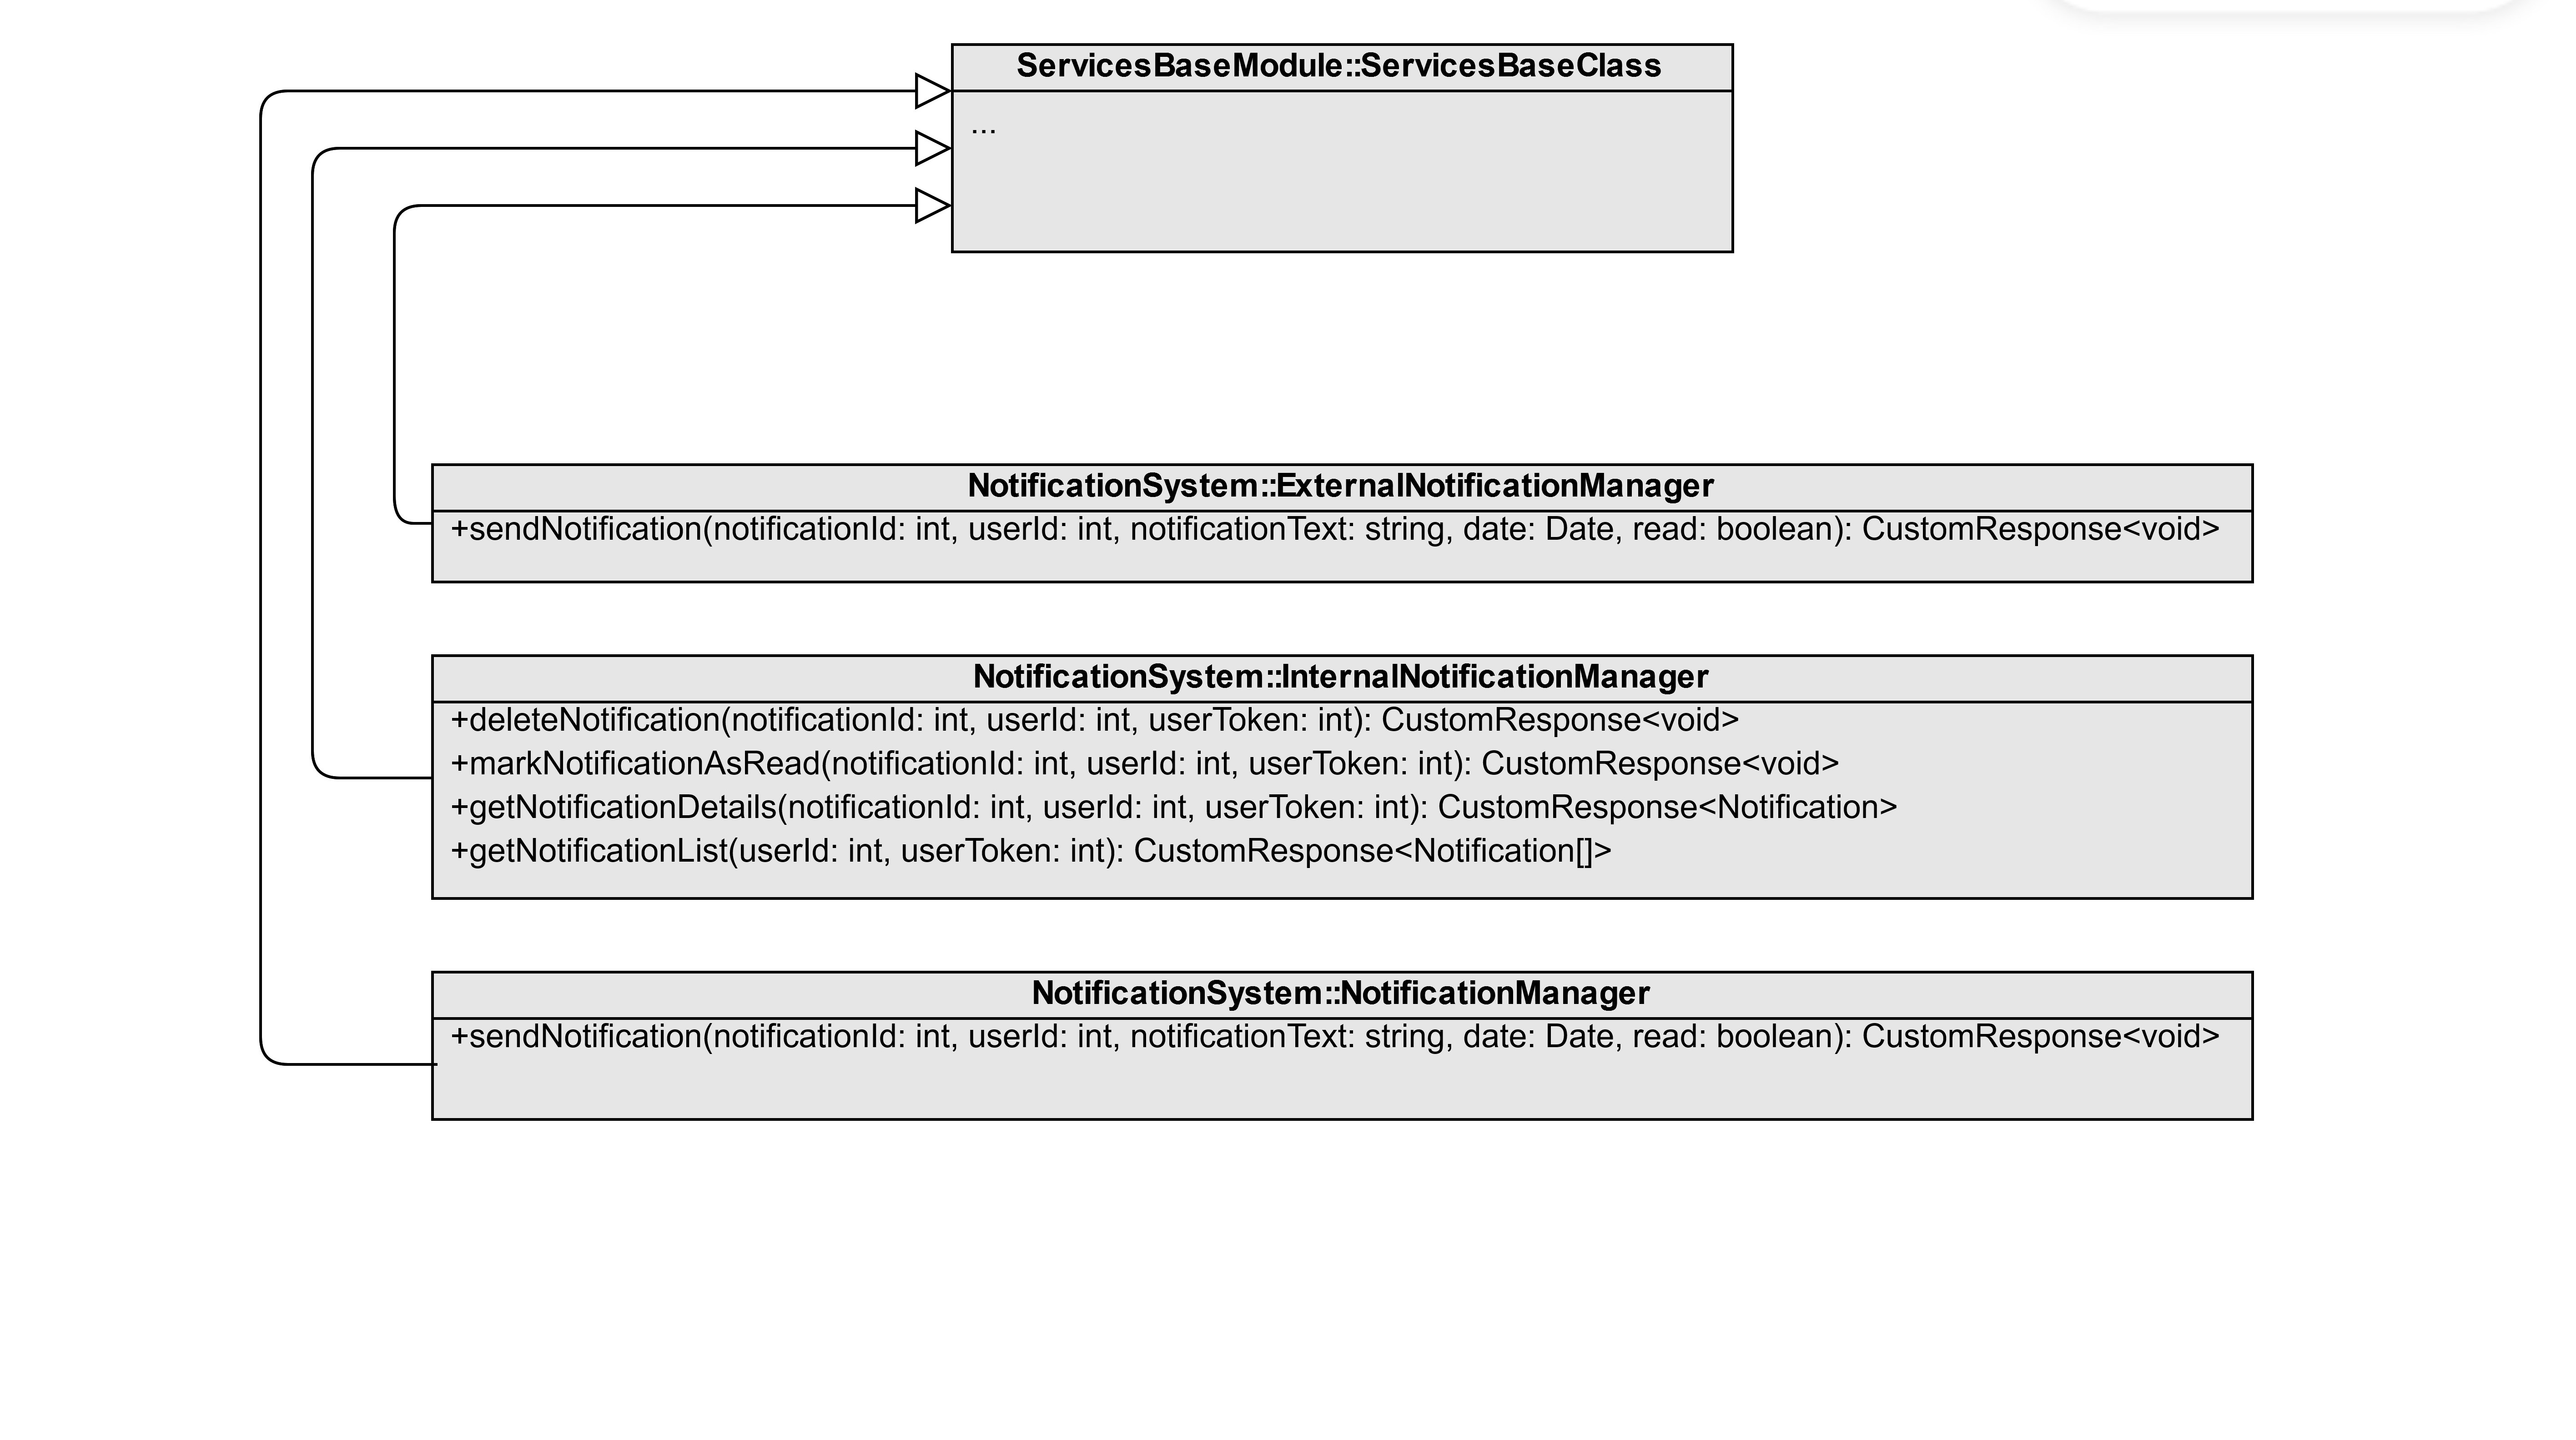 ServicesBaseModule::ServicesBaseClass
...
NotificationSystem::ExternalNotificationManager
+sendNotification(notificationId: int, userId: int, notificationText: string, date: Date, read: boolean): CustomResponse<void>
NotificationSystem::InternalNotificationManager
+deleteNotification(notificationId: int, userId: int, userToken: int): CustomResponse<void>
+markNotificationAsRead(notificationId: int, userId: int, userToken: int): CustomResponse<void>
+getNotificationDetails(notificationId: int, userId: int, userToken: int): CustomResponse<Notification>
+getNotificationList(userId: int, userToken: int): CustomResponse<Notification[]>
NotificationSystem::NotificationManager
+sendNotification(notificationId: int, userId: int, notificationText: string, date: Date, read: boolean): CustomResponse<void>